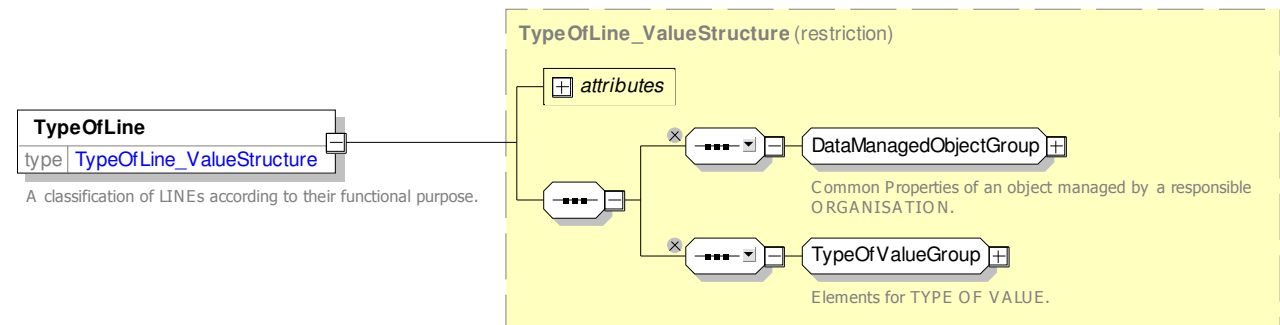 TypeOfLine_ValueStructure (restriction)
attributes
TypeOfLine
type TypeOfLine_ValueStructure
A classification of LINEs according to their functional purpose.
DataManagedObjectGroup
Common Properties of an object managed by a responsible
ORGANISATION.
TypeOfValueGroup
Elements for TYPE OF VALUE.